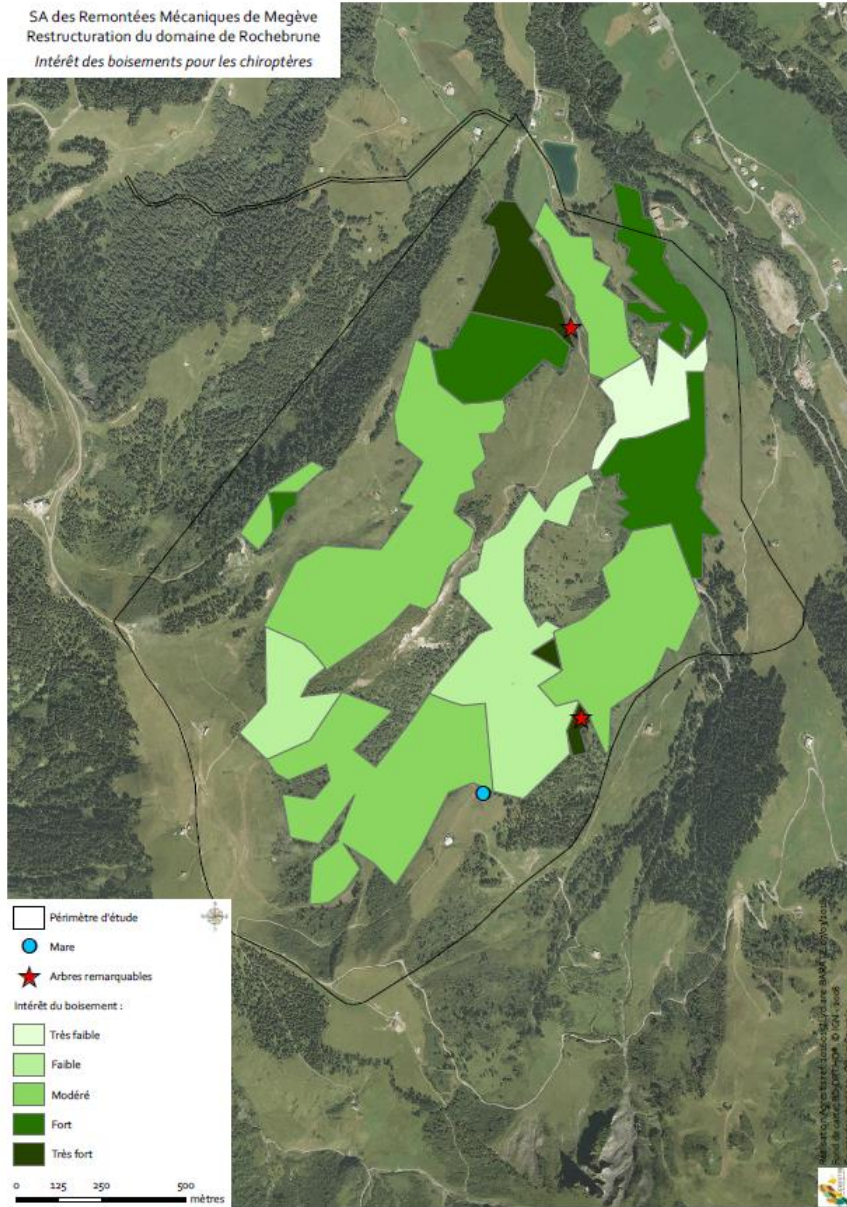 SA des Remontées Mécaniques de Megève
Restructuration du domaine de Rochebrune
Intérêt des boisements pour les chiroptères
Périmètre d'étude
Mare
Arbres remarquables
Intérêt du boisement :
Très faible
Faible
Modéré
Fort
Très fort
0 125 250 500
mètres